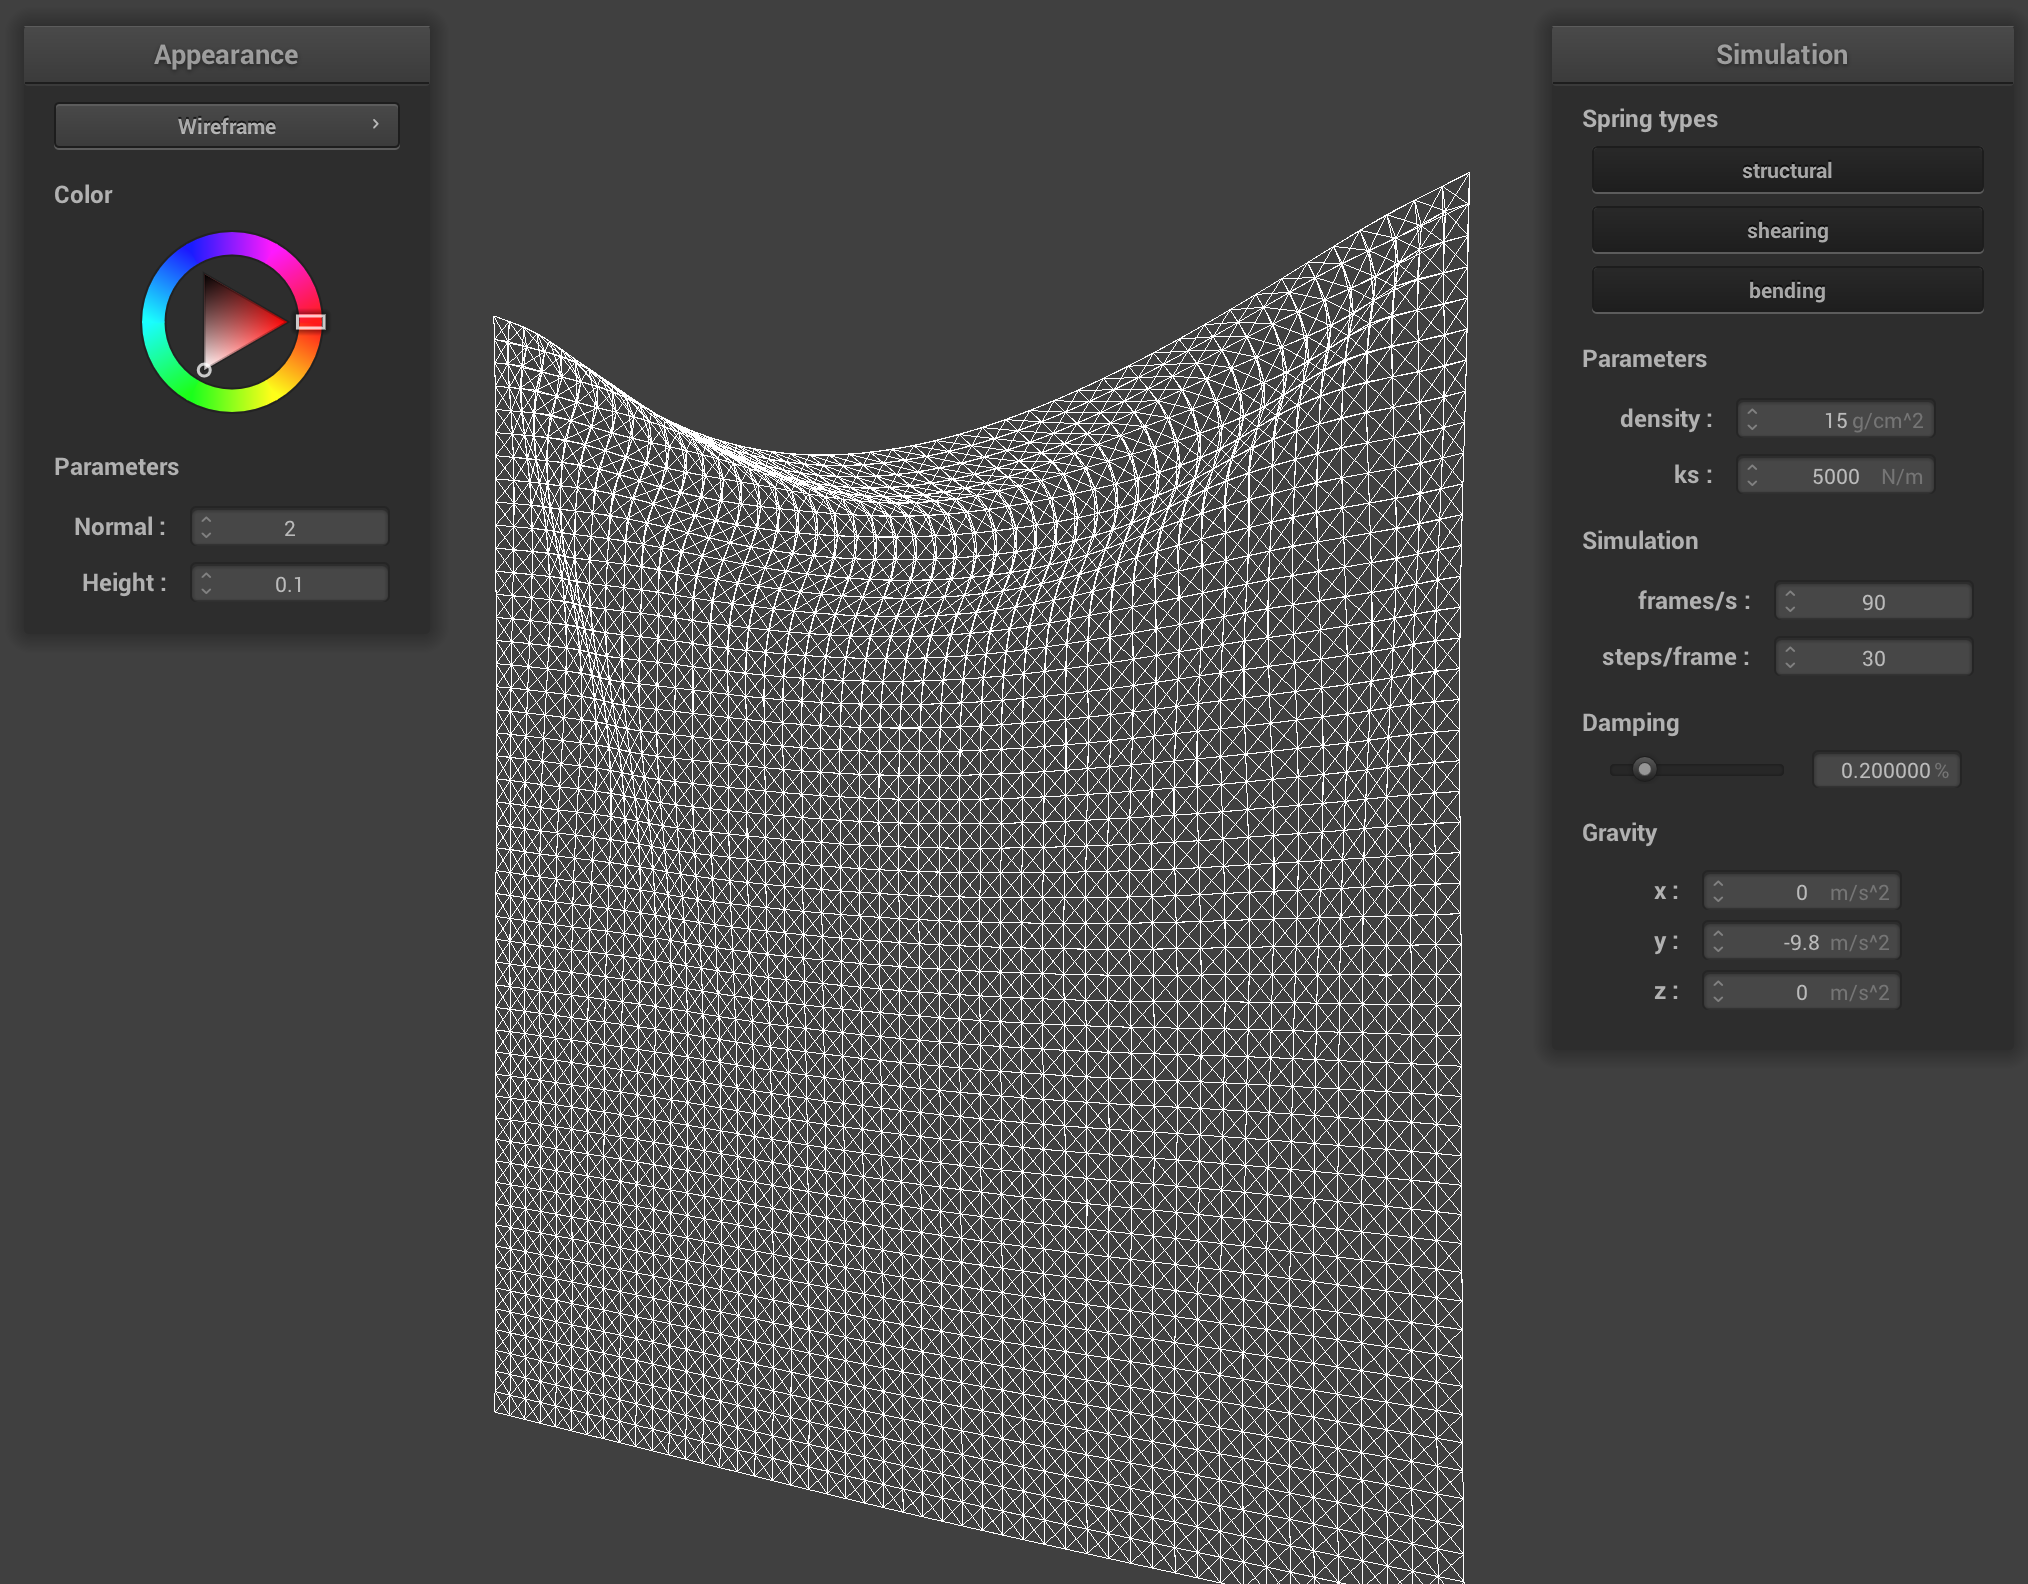 Appearance
Wireframe
Color
Parameters
Normal : 2
Height : 0.1
Simulation
Spring types
structural
shearing
bending
Parameters
density : 15 g/cm^2
ks : 5000 N/m
Simulation
frames/s : 90
steps/frame : 30
Damping
0.200000 %
Gravity
x : 0 m/s^2
y : -9.8 m/s^2
z : 0 m/s^2